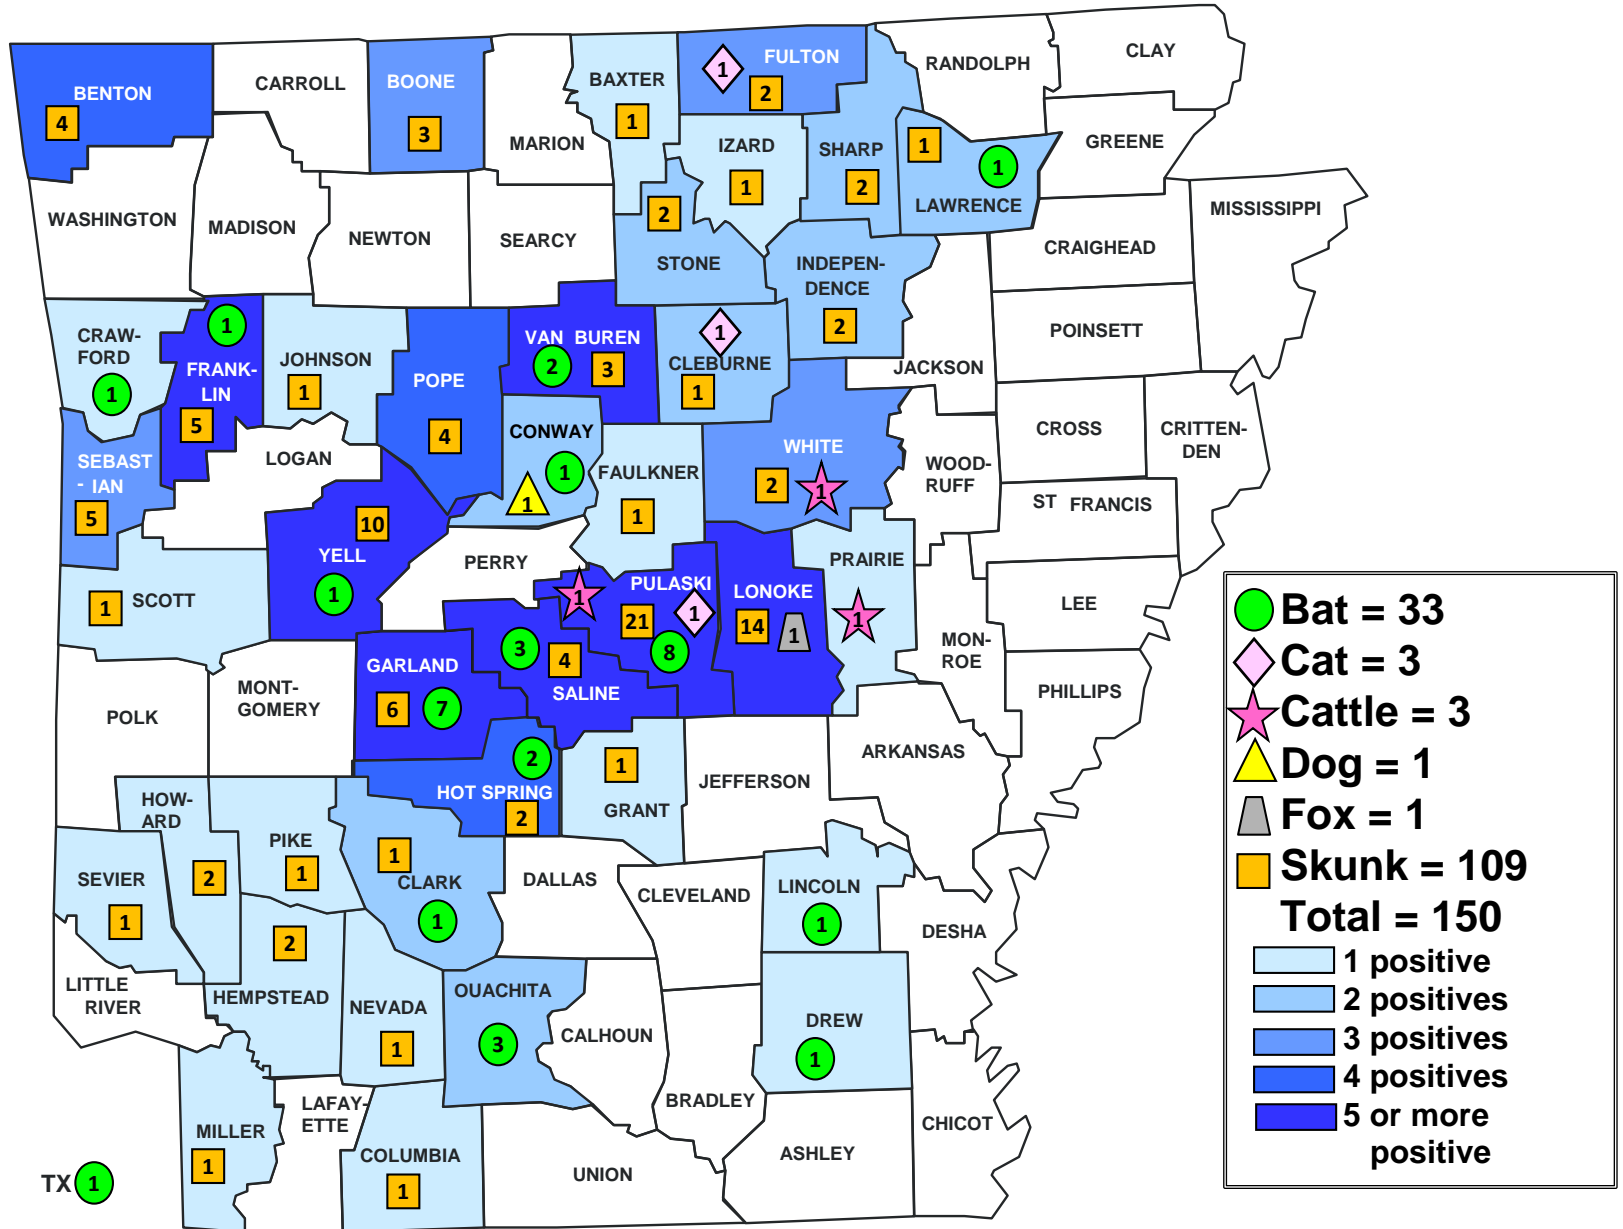 BENTON
4
CARROLL
BOONE
3
MARION
BAXTER
1
FULTON
1
2
RANDOLPH
CLAY
GREENE
IZARD
1
SHARP
2
1
1
LAWRENCE
MISSISSIPPI
WASHINGTON
MADISON
NEWTON
SEARCY
2
STONE
INDEPEN-
DENCE
2
CRAIGHEAD
POINSETT
CRAW-
FORD
1
1
FRANK-
LIN
5
JOHNSON
1
POPE
4
VAN BUREN
2
3
1
CLEBURNE
1
JACKSON
CROSS
CRITTEN-
DEN
SEBAST
- IAN
5
LOGAN
CONWAY
1
1
FAULKNER
1
WHITE
2
1
WOOD-
RUFF
ST FRANCIS
10
YELL
1
PERRY
SCOTT
1
1
PULASKI
21
1
8
LONOKE
14
1
PRAIRIE
1
LEE
MON-
ROE
PHILLIPS
POLK
MONT-
GOMERY
GARLAND
6
7
3
4
SALINE
2
HOT SPRING
2
1
GRANT
JEFFERSON
ARKANSAS
HOW-
ARD
2
PIKE
1
1
CLARK
1
DALLAS
CLEVELAND
LINCOLN
1
DESHA
SEVIER
1
LITTLE
RIVER
2
HEMPSTEAD
NEVADA
1
OUACHITA
3
CALHOUN
DREW
1
BRADLEY
CHICOT
MILLER
1
LAFAY-
ETTE
COLUMBIA
1
UNION
ASHLEY
TX 1
Bat = 33
Cat = 3
Cattle = 3
Dog = 1
Fox = 1
Skunk = 109
Total = 150
1 positive
2 positives
3 positives
4 positives
5 or more
positive